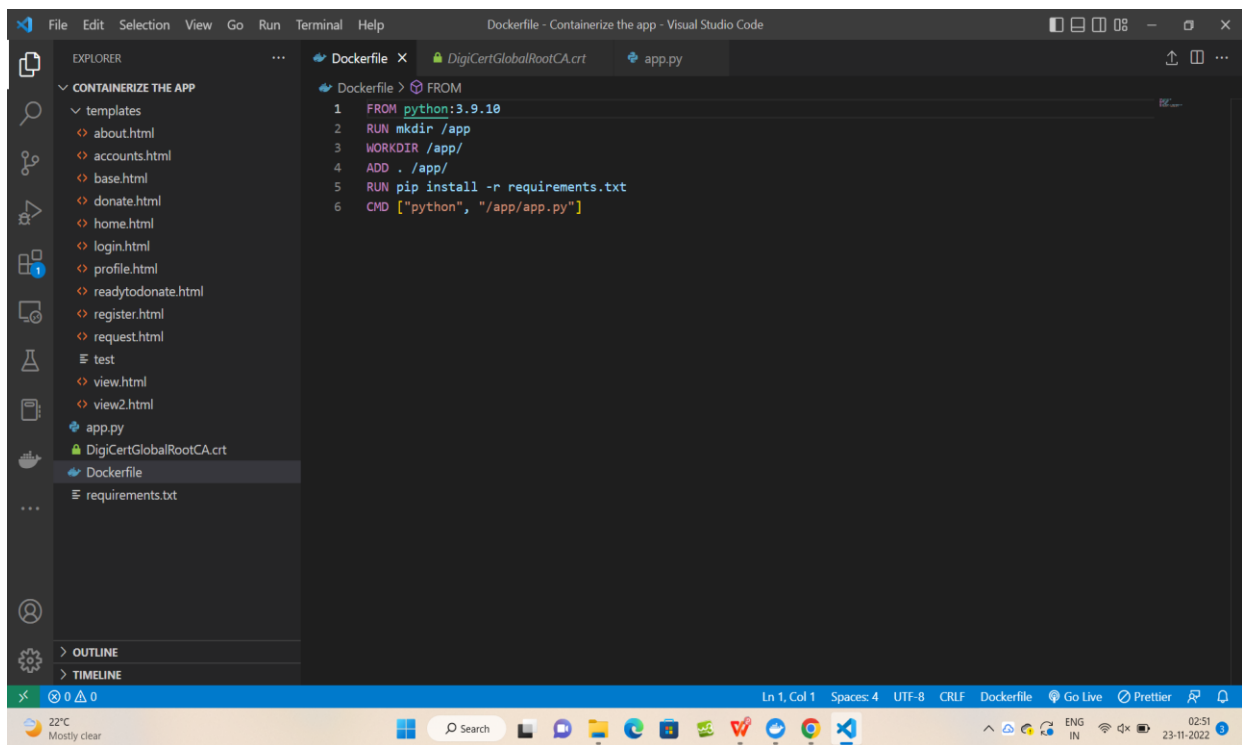 File Edit Selection View Go Run Terminal Help
Dockerfile - Containerize the app - Visual Studio Code
EXPLORER
CONTAINERIZE THE APP
templates
about.html
accounts.html
base.html
donate.html
home.html
login.html
profile.html
readytodonate.html
register.html
request.html
test
view.html
view2.html
app.py
DigiCertGlobalRootCA.crt
Dockerfile
requirements.txt
OUTLINE
TIMELINE
1
Dockerfile
DigiCertGlobalRootCA.crt
app.py
Dockerfile > FROM
1 FROM python:3.9.10
2 RUN mkdir /app
3 WORKDIR /app/
4 ADD . /app/
5 RUN pip install -r requirements.txt
6 CMD ["python", "/app/app.py"]
0 0
Ln 1, Col 1 Spaces: 4 UTF-8 CRLF Dockerfile Go Live Prettier
22°C
Mostly clear
Search
ENG
IN
02:51
23-11-2022
3